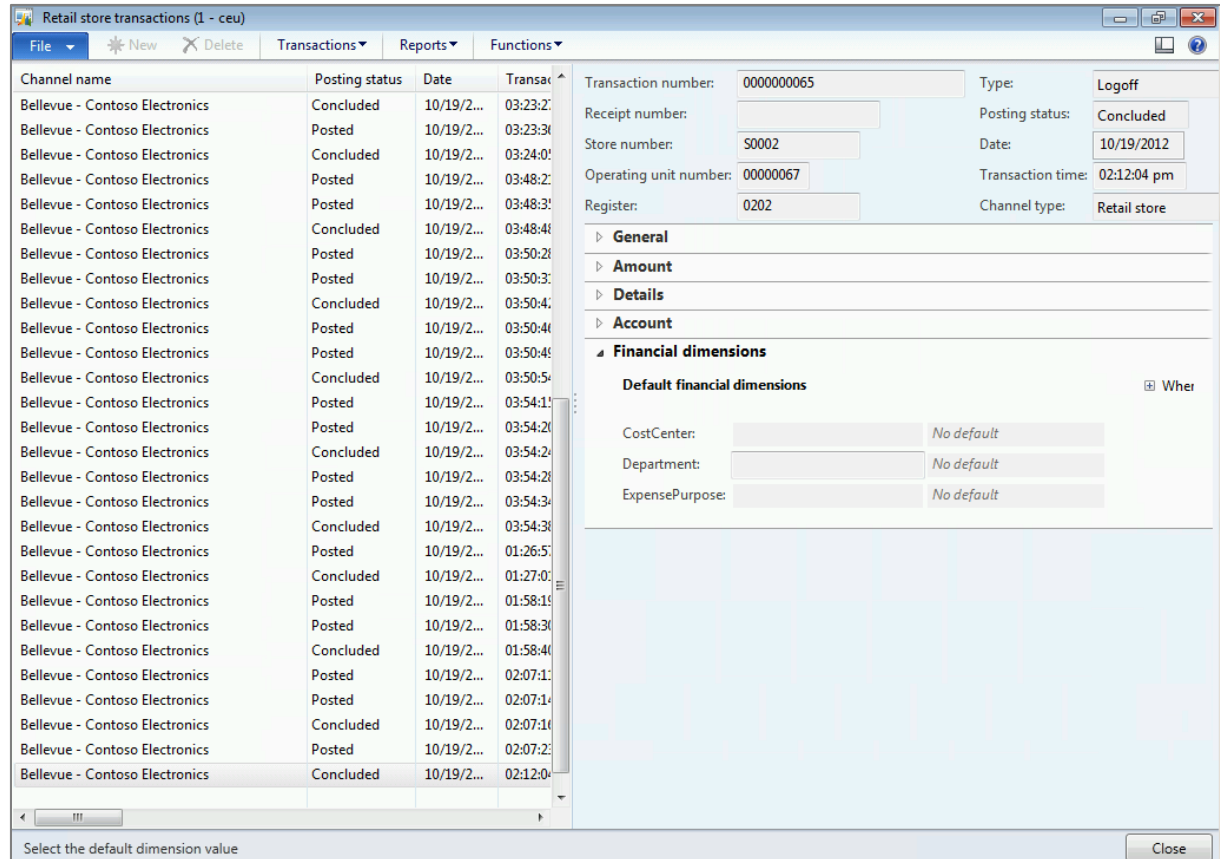 Retail store transactions (1 - ceu)
File New Delete Transactions Reports Functions
Channel name Posting status Date
Bellevue - Contoso Electronics Concluded 10/19/2...
Bellevue - Contoso Electronics Posted 10/19/2...
Bellevue - Contoso Electronics Concluded 10/19/2...
Bellevue - Contoso Electronics Posted 10/19/2...
Bellevue - Contoso Electronics Posted 10/19/2...
Bellevue - Contoso Electronics Concluded 10/19/2...
Bellevue - Contoso Electronics Posted 10/19/2...
Bellevue - Contoso Electronics Posted 10/19/2...
Bellevue - Contoso Electronics Concluded 10/19/2...
Bellevue - Contoso Electronics Posted 10/19/2...
Bellevue - Contoso Electronics Posted 10/19/2...
Bellevue - Contoso Electronics Concluded 10/19/2...
Bellevue - Contoso Electronics Posted 10/19/2...
Bellevue - Contoso Electronics Posted 10/19/2...
Bellevue - Contoso Electronics Concluded 10/19/2...
Bellevue - Contoso Electronics Posted 10/19/2...
Bellevue - Contoso Electronics Posted 10/19/2...
Bellevue - Contoso Electronics Concluded 10/19/2...
Bellevue - Contoso Electronics Posted 10/19/2...
Bellevue - Contoso Electronics Concluded 10/19/2...
Bellevue - Contoso Electronics Posted 10/19/2...
Bellevue - Contoso Electronics Posted 10/19/2...
Bellevue - Contoso Electronics Concluded 10/19/2...
Bellevue - Contoso Electronics Posted 10/19/2...
Bellevue - Contoso Electronics Posted 10/19/2...
Bellevue - Contoso Electronics Concluded 10/19/2...
Bellevue - Contoso Electronics Posted 10/19/2...
Bellevue - Contoso Electronics Concluded 10/19/2...
Transaction number: 0000000065 Type: Logoff
Receipt number: Posting status: Concluded
Store number: S0002 Date: 10/19/2012
Operating unit number: 00000067 Transaction time: 02:12:04 pm
Register: 0202 Channel type: Retail store
General
Amount
Details
Account
Financial dimensions
Default financial dimensions
CostCenter: No default
Department: No default
ExpensePurpose: No default
Select the default dimension value Close